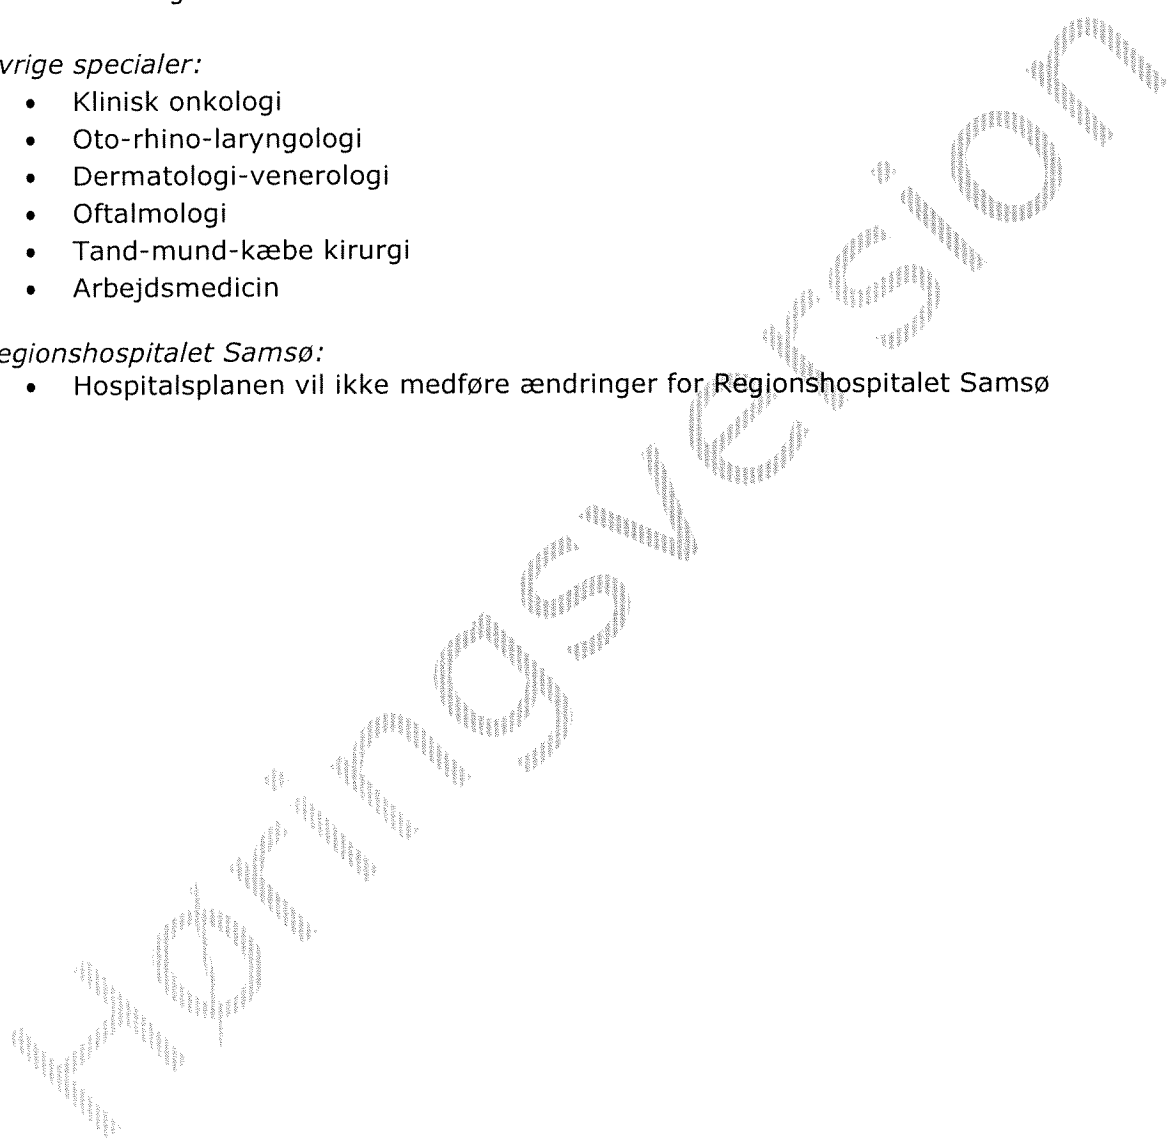 vrige specialer:
• Klinisk onkologi
• Oto-rhino-laryngologi
• Dermatologi-venerologi
• Oftalmologi
• Tand-mund-kæbe kirurgi
• Arbejdsmedicin
egionshospitalet Samsø:
• Hospitalsplanen vil ikke medføre ændringer for Regionshospitalet Samsø
Høringsversion